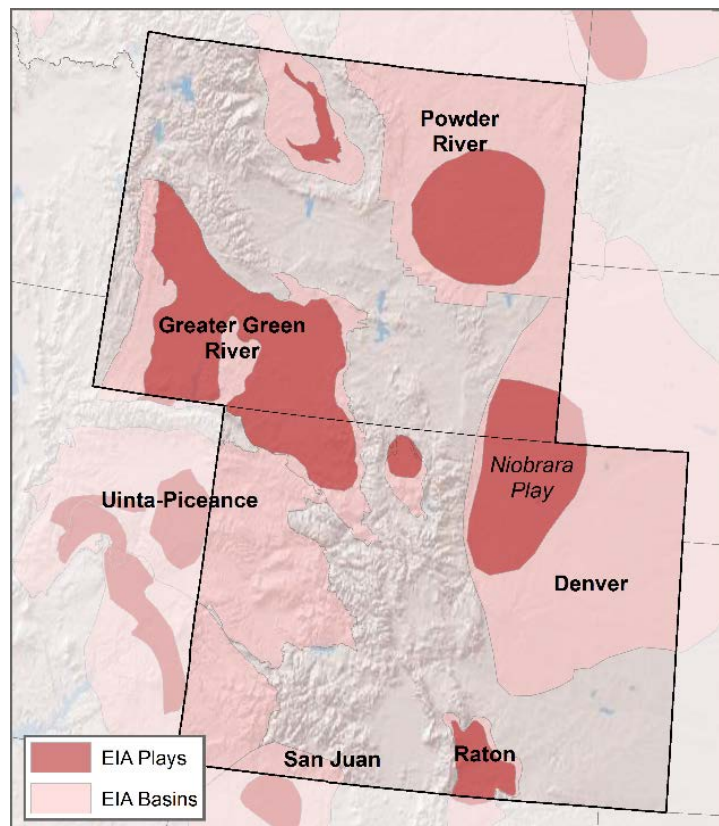 Powder
River
Greater Green
River
Niobrara
Play
Uinta-Piceance
Denver
San Juan
Raton
EIA Plays
EIA Basins